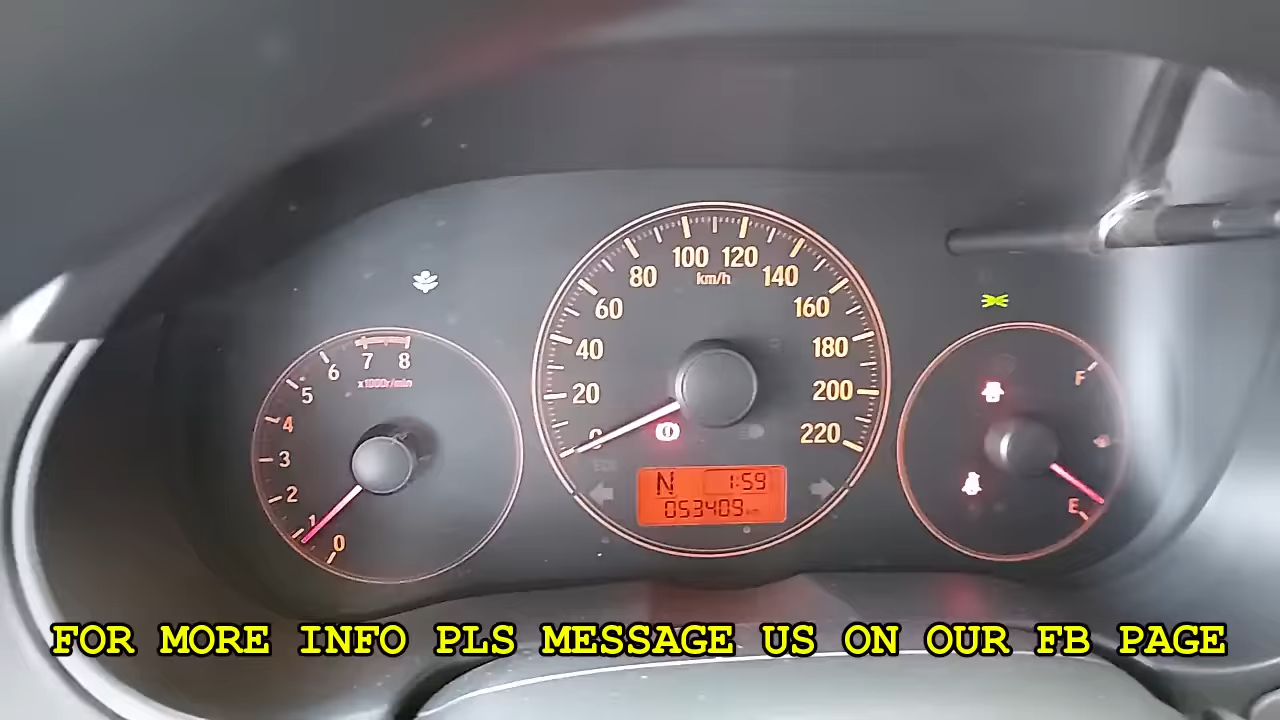 100 120
80 km/h 140
60 160
40 180
20 200
0 220
7 8
6 x1000r/min
5
4
3
2
1
0
F
E
N 1:59
053409 km
FOR MORE INFO PLS MESSAGE US ON OUR FB PAGE